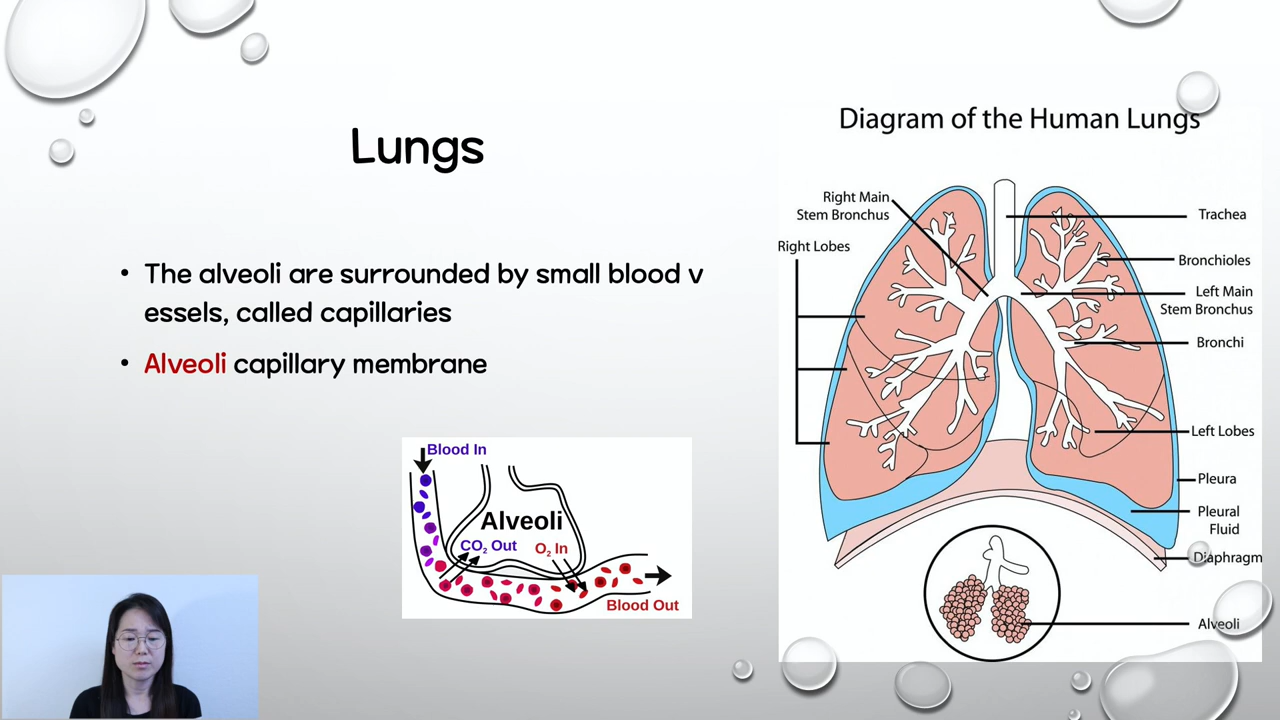 Lungs
• The alveoli are surrounded by small blood v
essels, called capillaries
• Alveoli capillary membrane
Blood In
Alveoli
CO₂ Out
O₂ In
Blood Out
Diagram of the Human Lungs
Right Main
Stem Bronchus
Right Lobes
Trachea
Bronchioles
Left Main
Stem Bronchus
Bronchi
Left Lobes
Pleura
Pleural
Fluid
Diaphragm
Alveoli